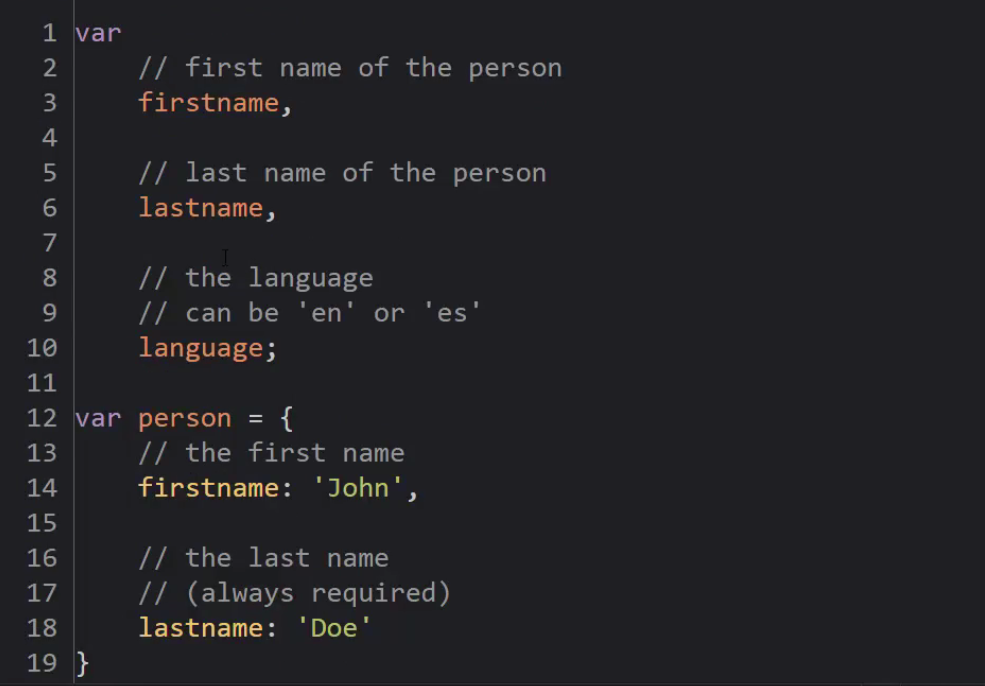 1 var
2     // first name of the person
3     firstname,
4
5     // last name of the person
6     lastname,
7
8     // the language
9     // can be 'en' or 'es'
10     language;
11
12 var person = {
13     // the first name
14     firstname: 'John',
15
16     // the last name
17     // (always required)
18     lastname: 'Doe'
19 }